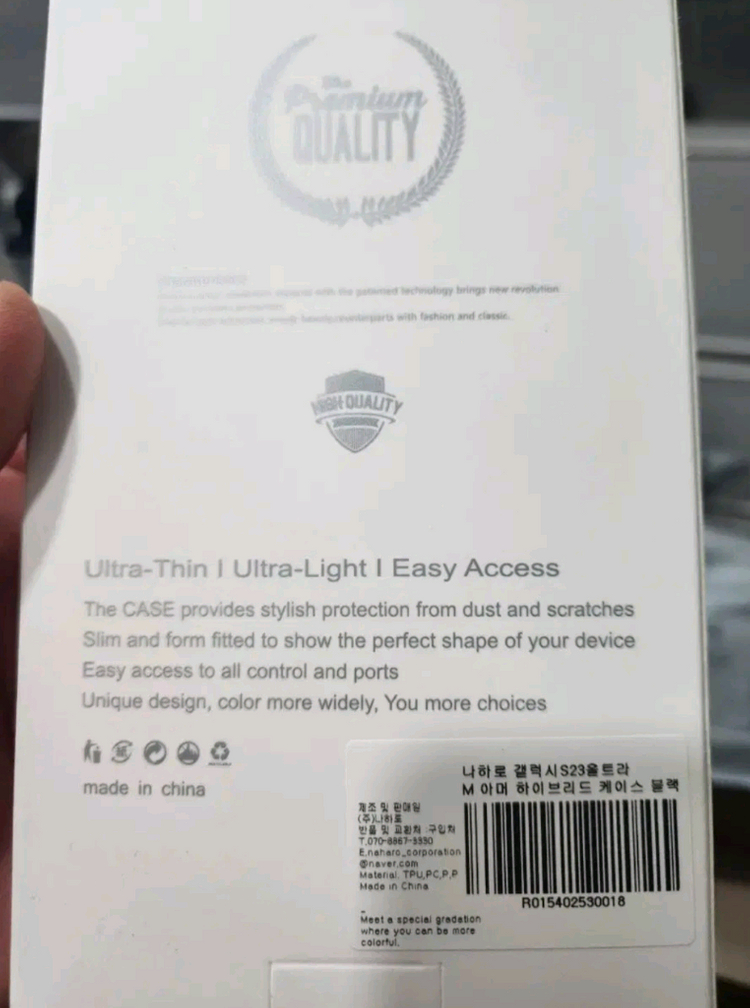 The
Premium
QUALITY
with the patented technology brings new revolution
counterparts with fashion and classic.
HIGH QUALITY
Ultra-Thin I Ultra-Light I Easy Access
The CASE provides stylish protection from dust and scratches
Slim and form fitted to show the perfect shape of your device
Easy access to all control and ports
Unique design, color more widely, You more choices
made in china
나하로 갤럭시S23울트라
M 아머 하이브리드 케이스 블랙
제조 및 판매원
(주)나하로
반품 및 교환처 구입처
T.070-8867-3330
E.naharo_corporation
@naver.com
Material. TPU,PC,P.P
Made in China
R015402530018
Meet a special gradation
where you can be more
colorful.